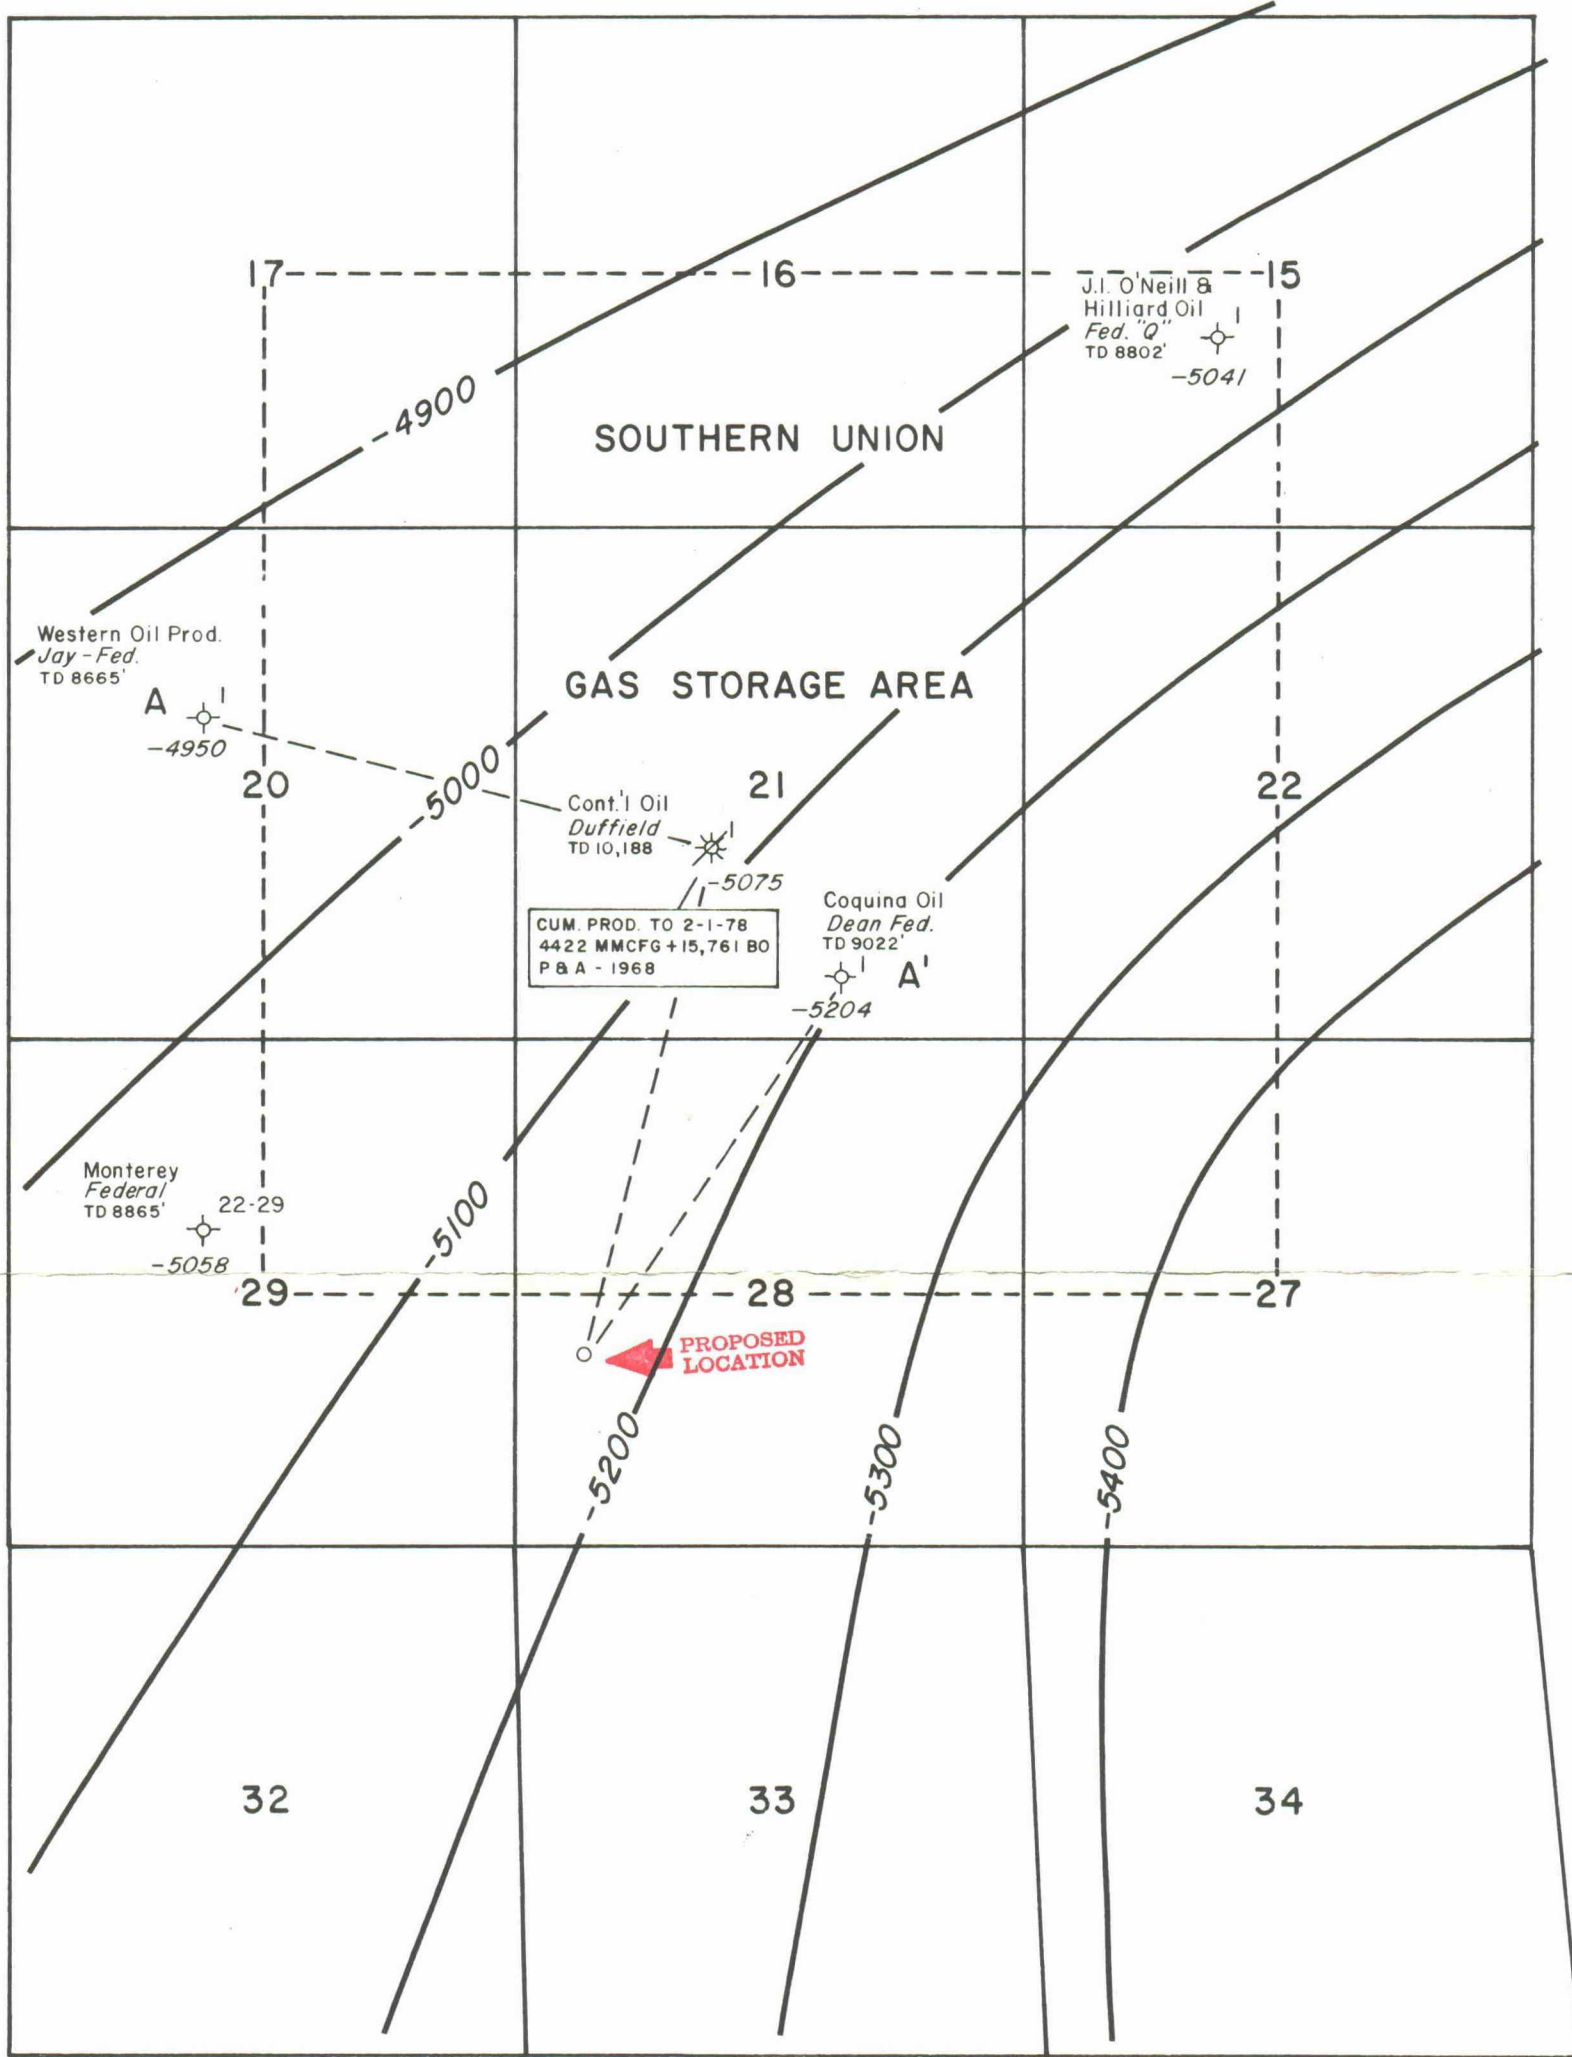 17
16
15
J.I. O'Neill &
Hilliard Oil
Fed. "Q"
TD 8802'
1
-5041
-4900
SOUTHERN UNION
Western Oil Prod.
Jay-Fed.
TD 8665'
A
1
-4950
GAS STORAGE AREA
20
-5000
21
22
Cont.'l Oil
Duffield
TD 10,188
1
-5075
CUM. PROD. TO 2-1-78
4422 MMCFG + 15,761 BO
P & A - 1968
Coquina Oil
Dean Fed.
TD 9022'
1
A'
-5204
Monterey
Federal
TD 8865'
22-29
-5058
-5100
29
28
27
PROPOSED
LOCATION
-5200
-5300
-5400
32
33
34